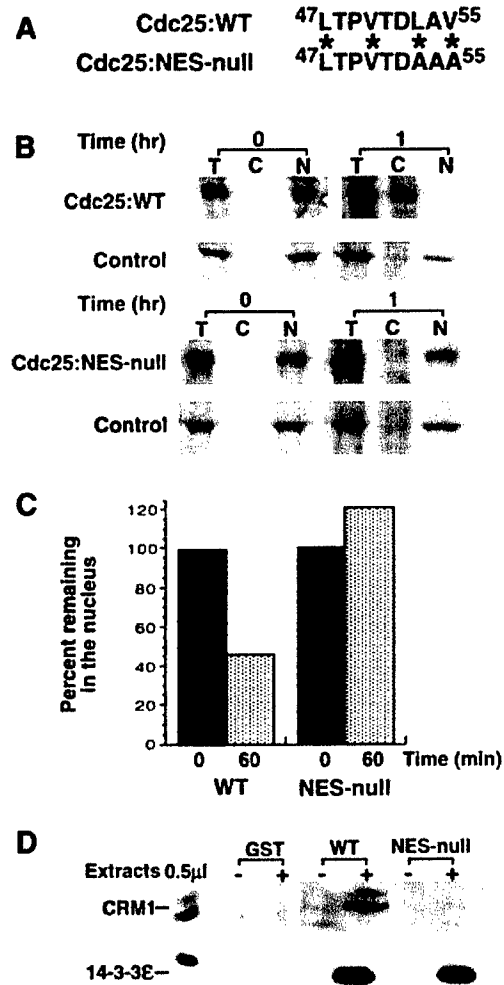 A
Cdc25:WT 47LTPVTDLAV55
* * * *
Cdc25:NES-null 47LTPVTDAAA55
B
Time (hr) 0 1
T C N T C N
Cdc25:WT
Control
Time (hr) 0 1
T C N T C N
Cdc25:NES-null
Control
C
Percent remaining
in the nucleus
120
100
80
60
40
20
0
0 60 0 60 Time (min)
WT NES-null
D
GST WT NES-null
Extracts 0.5µl - + - + - +
CRM1
14-3-3ε